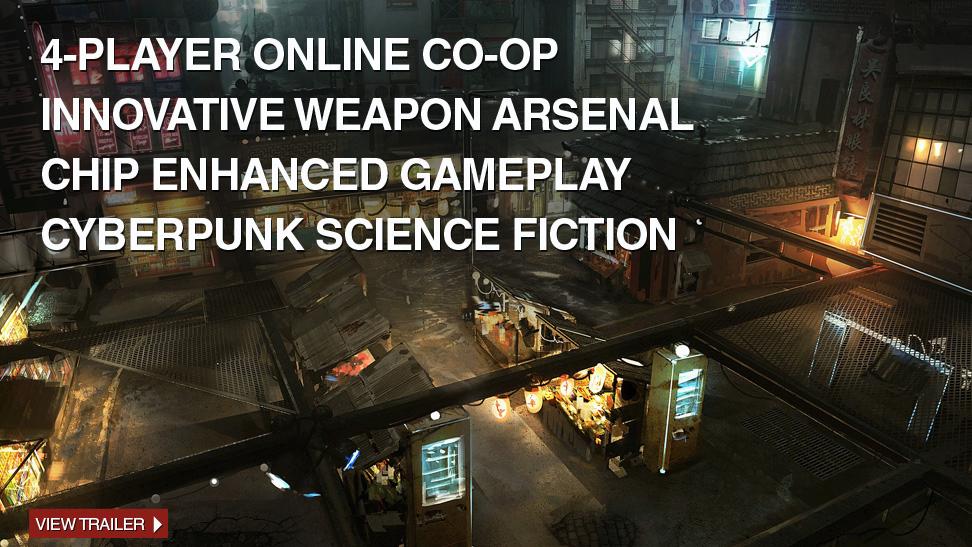 4-PLAYER ONLINE CO-OP
INNOVATIVE WEAPON ARSENAL
CHIP ENHANCED GAMEPLAY
CYBERPUNK SCIENCE FICTION
VIEW TRAILER